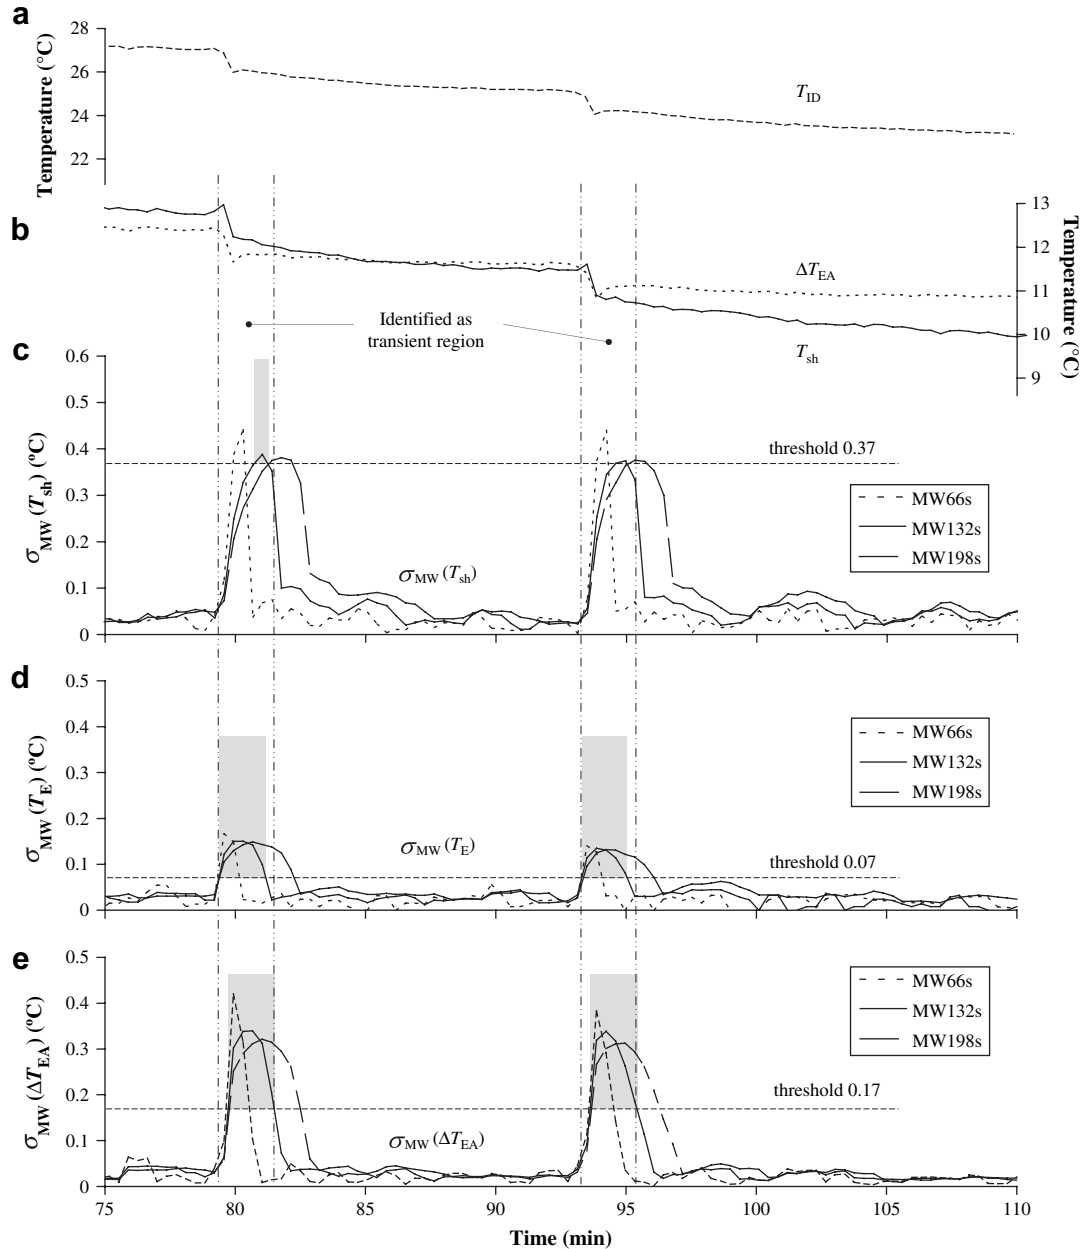 a
28
26
24
22
Temperature (°C)
T_ID
b
13
12
11
10
9
Temperature (°C)
ΔT_EA
T_sh
Identified as
transient region
c
0.6
0.5
0.4
0.3
0.2
0.1
0
σ_MW (T_sh) (°C)
threshold 0.37
σ_MW (T_sh)
MW66s
MW132s
MW198s
d
0.5
0.4
0.3
0.2
0.1
0
σ_MW (T_E) (°C)
σ_MW (T_E)
threshold 0.07
MW66s
MW132s
MW198s
e
0.5
0.4
0.3
0.2
0.1
0
σ_MW (ΔT_EA) (°C)
σ_MW (ΔT_EA)
threshold 0.17
MW66s
MW132s
MW198s
75 80 85 90 95 100 105 110
Time (min)